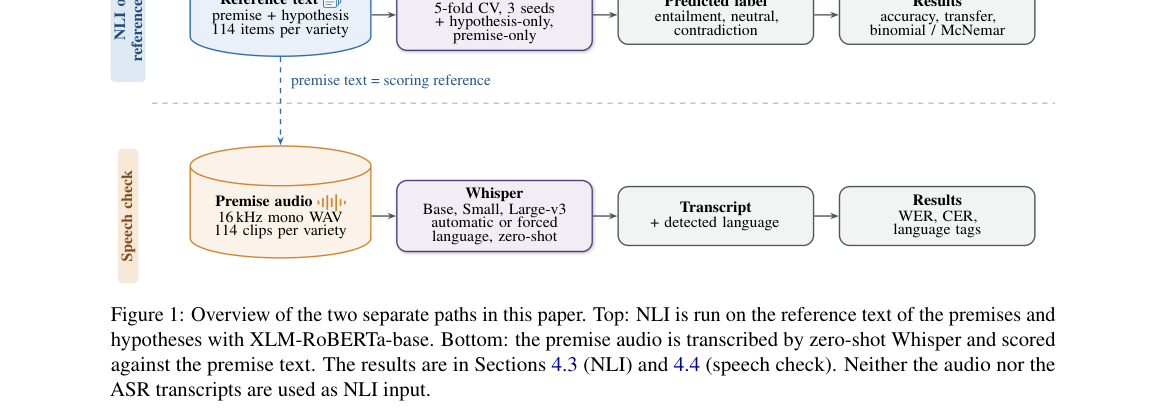 NLI o
reference
Reference text
premise + hypothesis
114 items per variety
5-fold CV, 3 seeds
+ hypothesis-only,
premise-only
Predicted label
entailment, neutral,
contradiction
Results
accuracy, transfer,
binomial / McNemar
premise text = scoring reference
Speech check
Premise audio
16 kHz mono WAV
114 clips per variety
Whisper
Base, Small, Large-v3
automatic or forced
language, zero-shot
Transcript
+ detected language
Results
WER, CER,
language tags
Figure 1: Overview of the two separate paths in this paper. Top: NLI is run on the reference text of the premises and
hypotheses with XLM-RoBERTa-base. Bottom: the premise audio is transcribed by zero-shot Whisper and scored
against the premise text. The results are in Sections 4.3 (NLI) and 4.4 (speech check). Neither the audio nor the
ASR transcripts are used as NLI input.